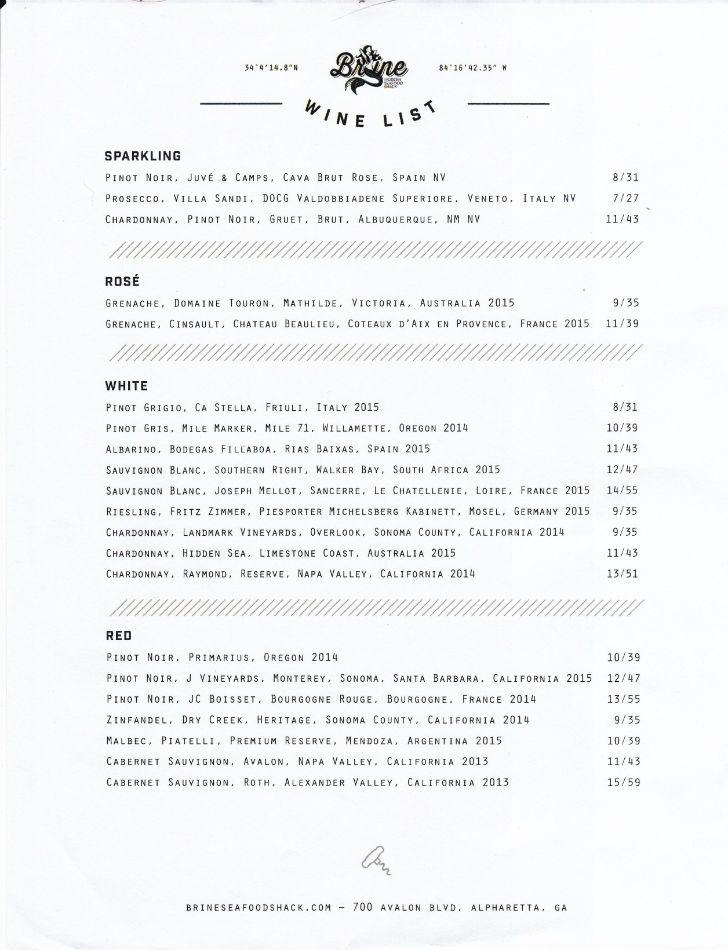 34°4'14.8"N
Brine
MODERN SEAFOOD SHACK
84°16'42.35" W
WINE LIST
SPARKLING
PINOT NOIR, JUVÉ & CAMPS, CAVA BRUT ROSE, SPAIN NV 8/31
PROSECCO, VILLA SANDI, DOCG VALDOBBIADENE SUPERIORE, VENETO, ITALY NV 7/27
CHARDONNAY, PINOT NOIR, GRUET, BRUT, ALBUQUERQUE, NM NV 11/43
ROSÉ
GRENACHE, DOMAINE TOURON, MATHILDE, VICTORIA, AUSTRALIA 2015 9/35
GRENACHE, CINSAULT, CHATEAU BEAULIEU, COTEAUX D'AIX EN PROVENCE, FRANCE 2015 11/39
WHITE
PINOT GRIGIO, CA STELLA, FRIULI, ITALY 2015 8/31
PINOT GRIS, MILE MARKER, MILE 71, WILLAMETTE, OREGON 2014 10/39
ALBARINO, BODEGAS FILLABOA, RIAS BAIXAS, SPAIN 2015 11/43
SAUVIGNON BLANC, SOUTHERN RIGHT, WALKER BAY, SOUTH AFRICA 2015 12/47
SAUVIGNON BLANC, JOSEPH MELLOT, SANCERRE, LE CHATELLENIE, LOIRE, FRANCE 2015 14/55
RIESLING, FRITZ ZIMMER, PIESPORTER MICHELSBERG KABINETT, MOSEL, GERMANY 2015 9/35
CHARDONNAY, LANDMARK VINEYARDS, OVERLOOK, SONOMA COUNTY, CALIFORNIA 2014 9/35
CHARDONNAY, HIDDEN SEA, LIMESTONE COAST, AUSTRALIA 2015 11/43
CHARDONNAY, RAYMOND, RESERVE, NAPA VALLEY, CALIFORNIA 2014 13/51
RED
PINOT NOIR, PRIMARIUS, OREGON 2014 10/39
PINOT NOIR, J VINEYARDS, MONTEREY, SONOMA, SANTA BARBARA, CALIFORNIA 2015 12/47
PINOT NOIR, JC BOISSET, BOURGOGNE ROUGE, BOURGOGNE, FRANCE 2014 13/55
ZINFANDEL, DRY CREEK, HERITAGE, SONOMA COUNTY, CALIFORNIA 2014 9/35
MALBEC, PIATELLI, PREMIUM RESERVE, MENDOZA, ARGENTINA 2015 10/39
CABERNET SAUVIGNON, AVALON, NAPA VALLEY, CALIFORNIA 2013 11/43
CABERNET SAUVIGNON, ROTH, ALEXANDER VALLEY, CALIFORNIA 2013 15/59
BRINESEAFOODSHACK.COM – 700 AVALON BLVD. ALPHARETTA, GA